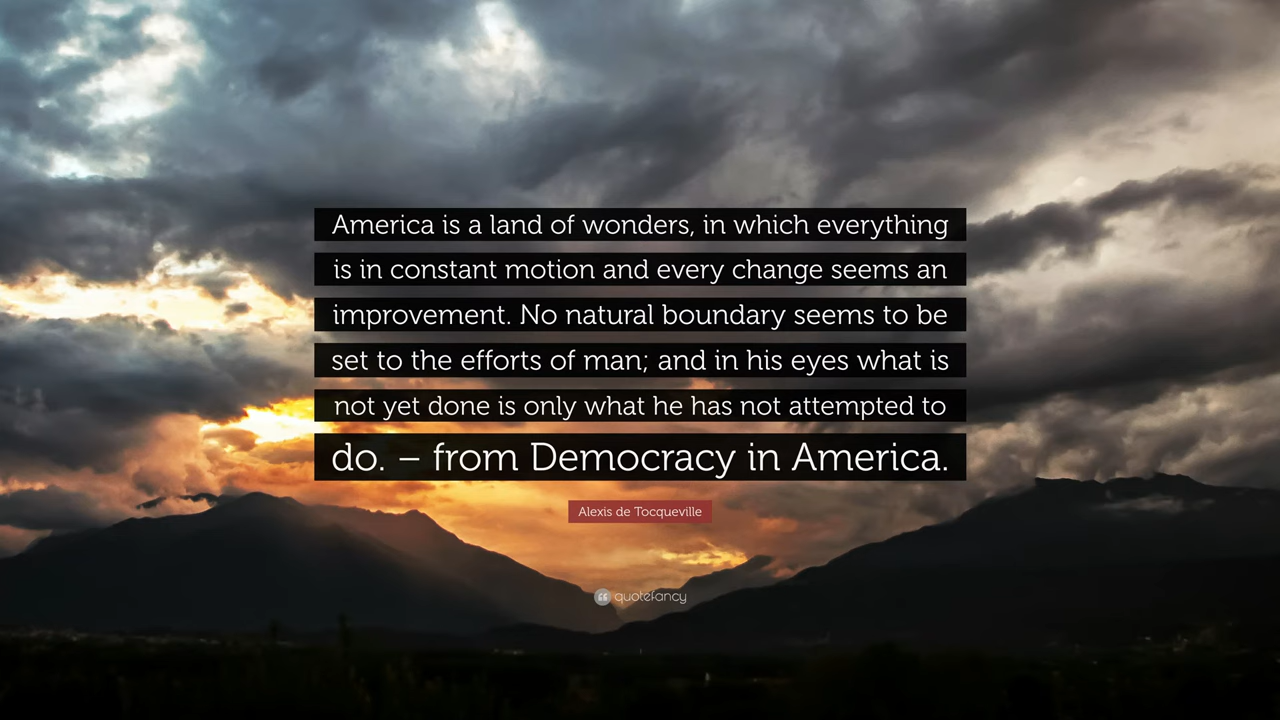 America is a land of wonders, in which everything
is in constant motion and every change seems an
improvement. No natural boundary seems to be
set to the efforts of man; and in his eyes what is
not yet done is only what he has not attempted to
do. – from Democracy in America.
Alexis de Tocqueville
quotefancy